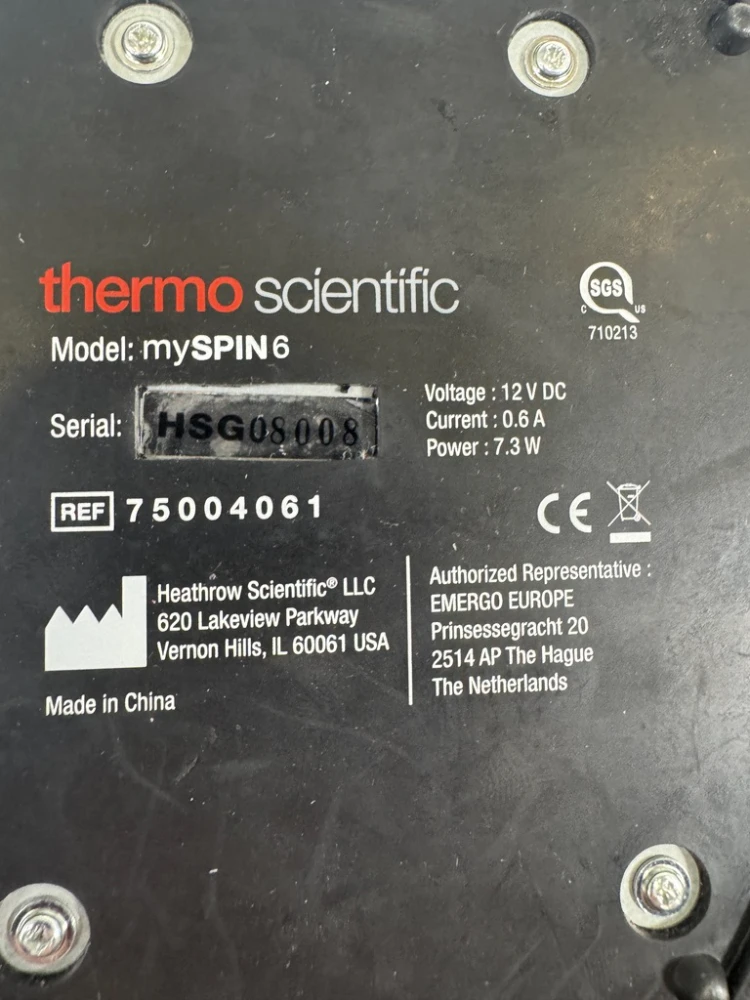 thermo scientific
Model: mySPIN6
Serial: HSG08008
REF 75004061
SGS
C US
710213
Voltage : 12 V DC
Current : 0.6 A
Power : 7.3 W
CE
Heathrow Scientific® LLC
620 Lakeview Parkway
Vernon Hills, IL 60061 USA
Made in China
Authorized Representative :
EMERGO EUROPE
Prinsessegracht 20
2514 AP The Hague
The Netherlands